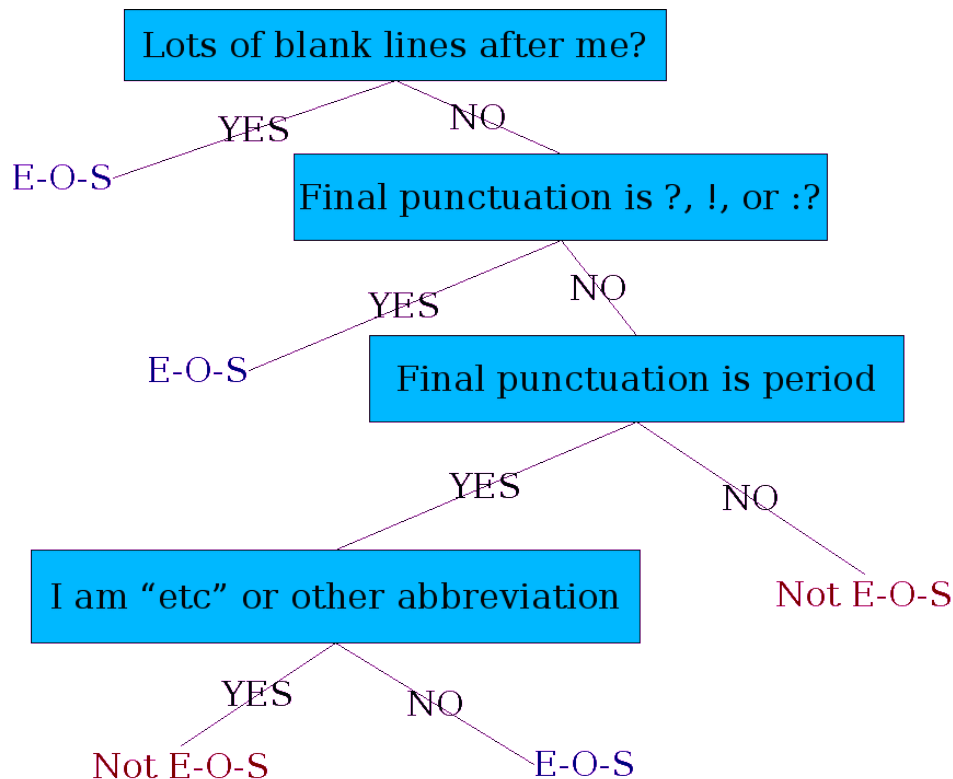 Lots of blank lines after me?
YES
NO
E-O-S
Final punctuation is ?, !, or :?
YES
NO
E-O-S
Final punctuation is period
YES
NO
I am “etc” or other abbreviation
Not E-O-S
YES
NO
Not E-O-S
E-O-S